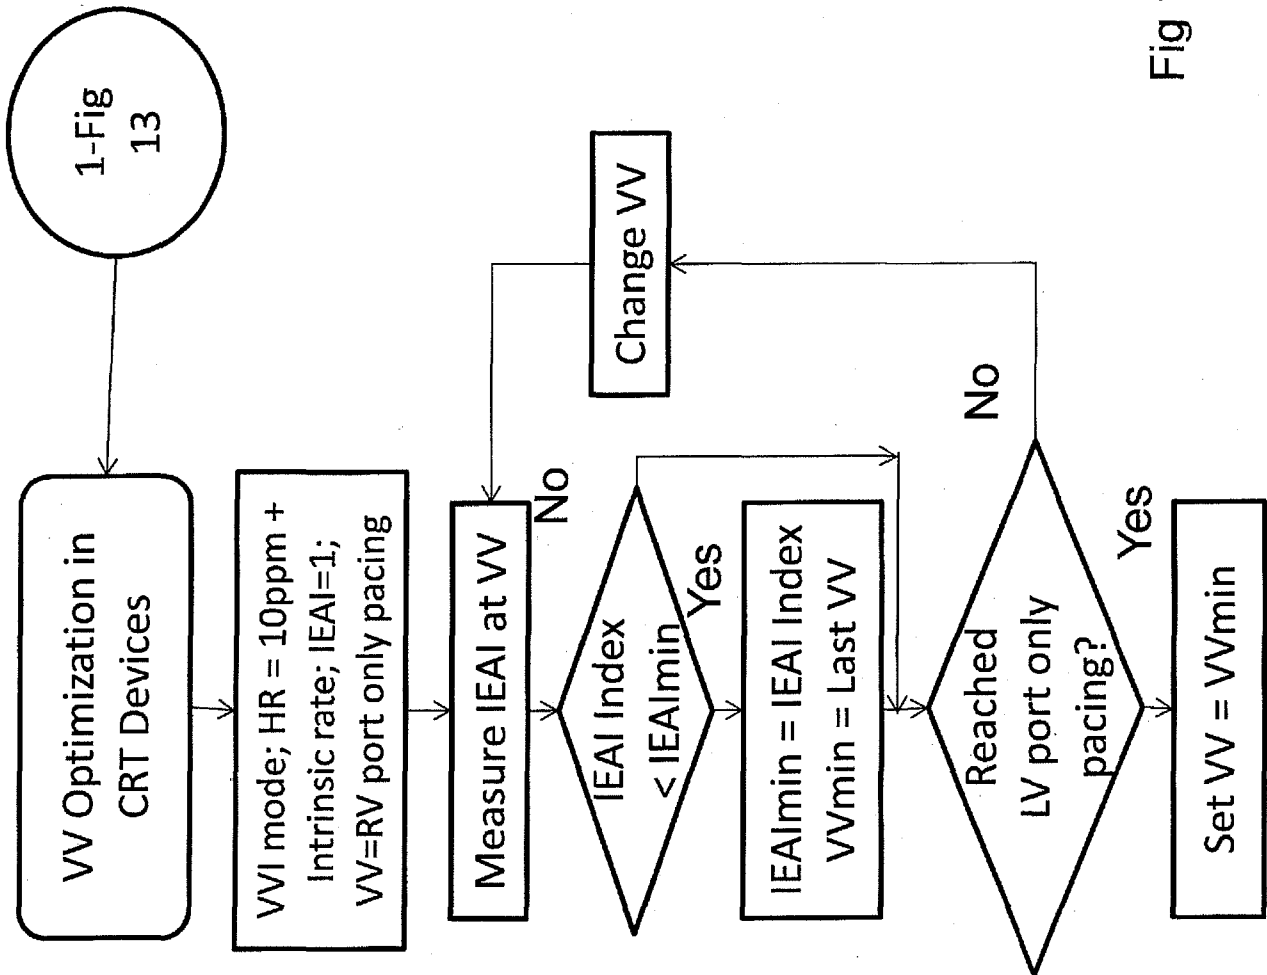 1-Fig
13
VV Optimization in
CRT Devices
VVI mode; HR = 10ppm +
Intrinsic rate; IEAI=1;
VV=RV port only pacing
Measure IEAI at VV
No
IEAI Index
< IEAImin
Yes
IEAImin = IEAI Index
VVmin = Last VV
Change VV
Reached
LV port only
pacing?
No
Yes
Set VV = VVmin
Fig